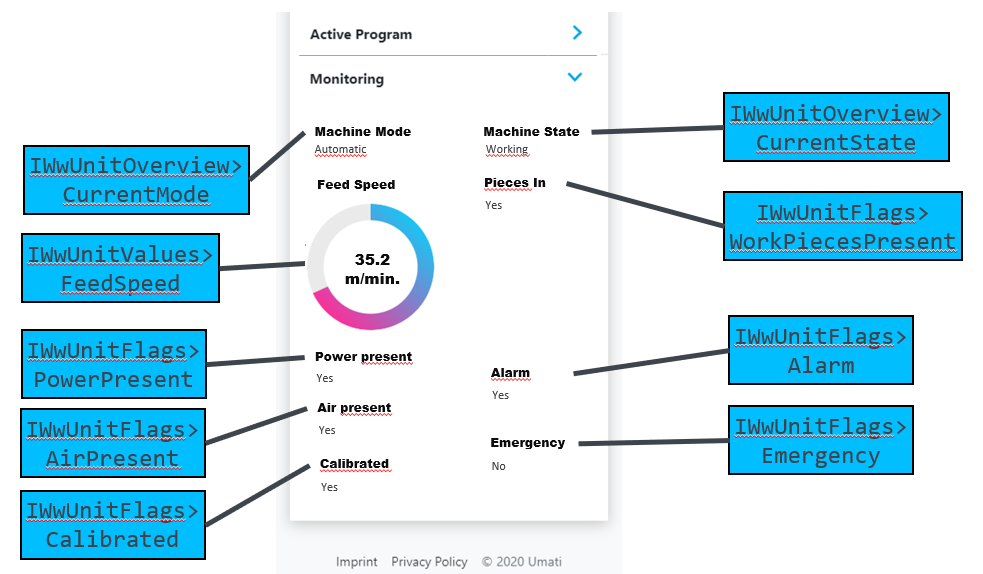 Active Program
Monitoring
Machine Mode
Automatic
Machine State
Working
Feed Speed
Pieces In
Yes
35.2
m/min.
Power present
Yes
Alarm
Yes
Air present
Yes
Emergency
No
Calibrated
Yes
Imprint Privacy Policy © 2020 Umati
IWwUnitOverview>
CurrentMode
IWwUnitValues>
FeedSpeed
IWwUnitFlags>
PowerPresent
IWwUnitFlags>
AirPresent
IWwUnitFlags>
Calibrated
IWwUnitOverview>
CurrentState
IWwUnitFlags>
WorkPiecesPresent
IWwUnitFlags>
Alarm
IWwUnitFlags>
Emergency